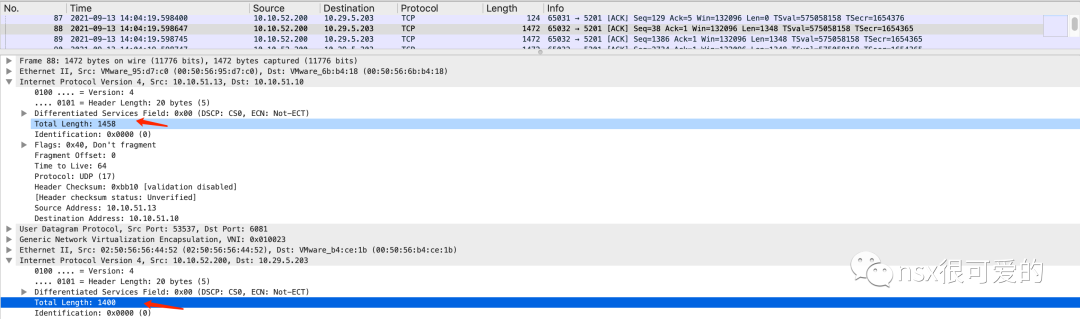 No. Time Source Destination Protocol Length Info
87 2021-09-13 14:04:19.598400 10.10.52.200 10.29.5.203 TCP 124 65031 → 5201 [ACK] Seq=129 Ack=5 Win=132096 Len=0 TSval=575058158 TSecr=1654376
88 2021-09-13 14:04:19.598647 10.10.52.200 10.29.5.203 TCP 1472 65032 → 5201 [ACK] Seq=38 Ack=1 Win=132096 Len=1348 TSval=575058158 TSecr=1654365
89 2021-09-13 14:04:19.598745 10.10.52.200 10.29.5.203 TCP 1472 65032 → 5201 [ACK] Seq=1386 Ack=1 Win=132096 Len=1348 TSval=575058158 TSecr=1654365
Frame 88: 1472 bytes on wire (11776 bits), 1472 bytes captured (11776 bits)
Ethernet II, Src: VMware_95:d7:c0 (00:50:56:95:d7:c0), Dst: VMware_6b:b4:18 (00:50:56:6b:b4:18)
Internet Protocol Version 4, Src: 10.10.51.13, Dst: 10.10.51.10
0100 .... = Version: 4
.... 0101 = Header Length: 20 bytes (5)
Differentiated Services Field: 0x00 (DSCP: CS0, ECN: Not-ECT)
Total Length: 1458
Identification: 0x0000 (0)
Flags: 0x40, Don't fragment
Fragment Offset: 0
Time to Live: 64
Protocol: UDP (17)
Header Checksum: 0xbb10 [validation disabled]
[Header checksum status: Unverified]
Source Address: 10.10.51.13
Destination Address: 10.10.51.10
User Datagram Protocol, Src Port: 53537, Dst Port: 6081
Generic Network Virtualization Encapsulation, VNI: 0x010023
Ethernet II, Src: 02:50:56:56:44:52 (02:50:56:56:44:52), Dst: VMware_b4:ce:1b (00:50:56:b4:ce:1b)
Internet Protocol Version 4, Src: 10.10.52.200, Dst: 10.29.5.203
0100 .... = Version: 4
.... 0101 = Header Length: 20 bytes (5)
Differentiated Services Field: 0x00 (DSCP: CS0, ECN: Not-ECT)
Total Length: 1400
Identification: 0x0000 (0)
nsx很可爱的